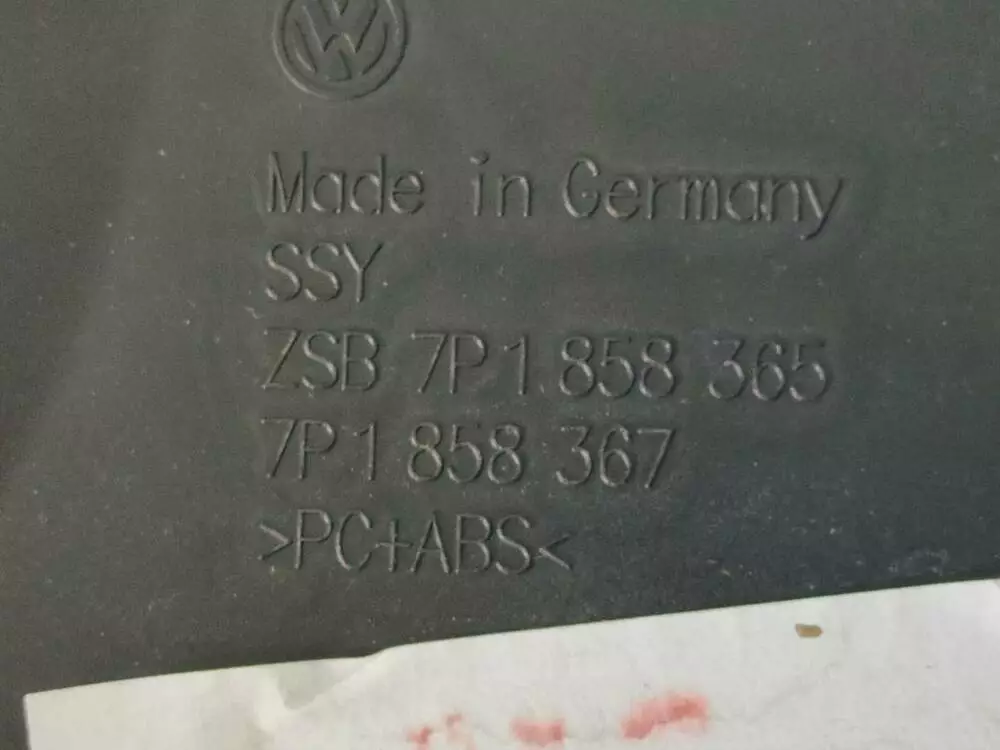 Made in Germany
SSY
ZSB 7P1 858 365
7P1 858 367
>PC+ABS<